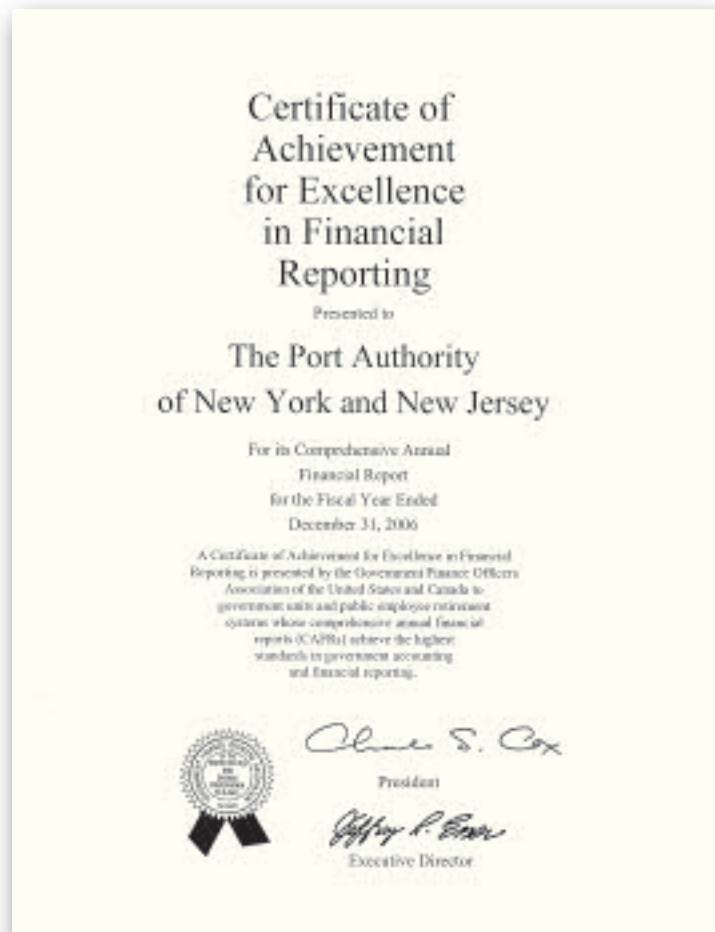 Certificate of
Achievement
for Excellence
in Financial
Reporting
Presented to
The Port Authority
of New York and New Jersey
For its Comprehensive Annual
Financial Report
for the Fiscal Year Ended
December 31, 2006
A Certificate of Achievement for Excellence in Financial
Reporting is presented by the Government Finance Officers
Association of the United States and Canada to
government units and public employee retirement
systems whose comprehensive annual financial
reports (CAFRs) achieve the highest
standards in government accounting
and financial reporting.
S. Cox
President
Jeffrey R.
Executive Director